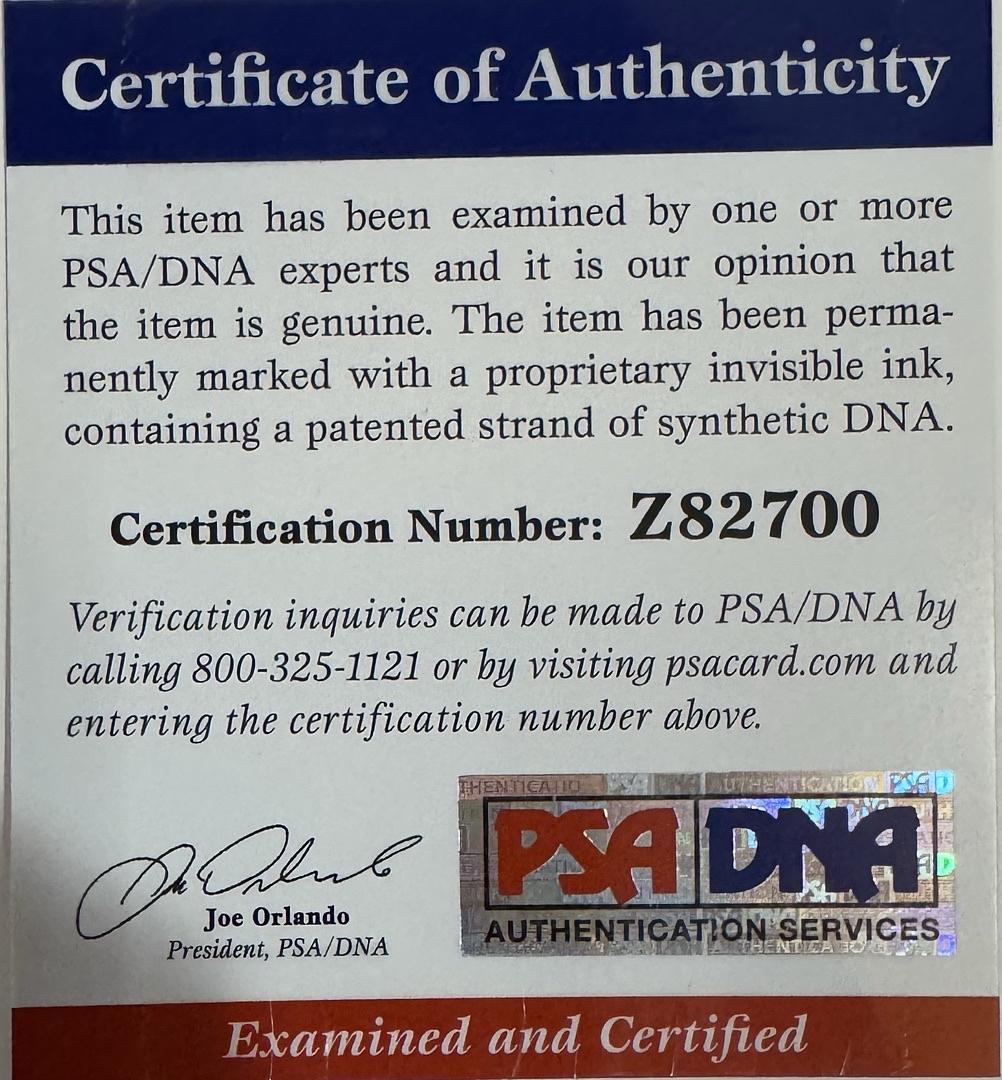 Certificate of Authenticity
This item has been examined by one or more
PSA/DNA experts and it is our opinion that
the item is genuine. The item has been perma-
nently marked with a proprietary invisible ink,
containing a patented strand of synthetic DNA.
Certification Number: Z82700
Verification inquiries can be made to PSA/DNA by
calling 800-325-1121 or by visiting psacard.com and
entering the certification number above.
Joe Orlando
President, PSA/DNA
THENTICATIO
UTHENTICATION PSA D
PSA DNA
AUTHENTICATION SERVICES
Examined and Certified